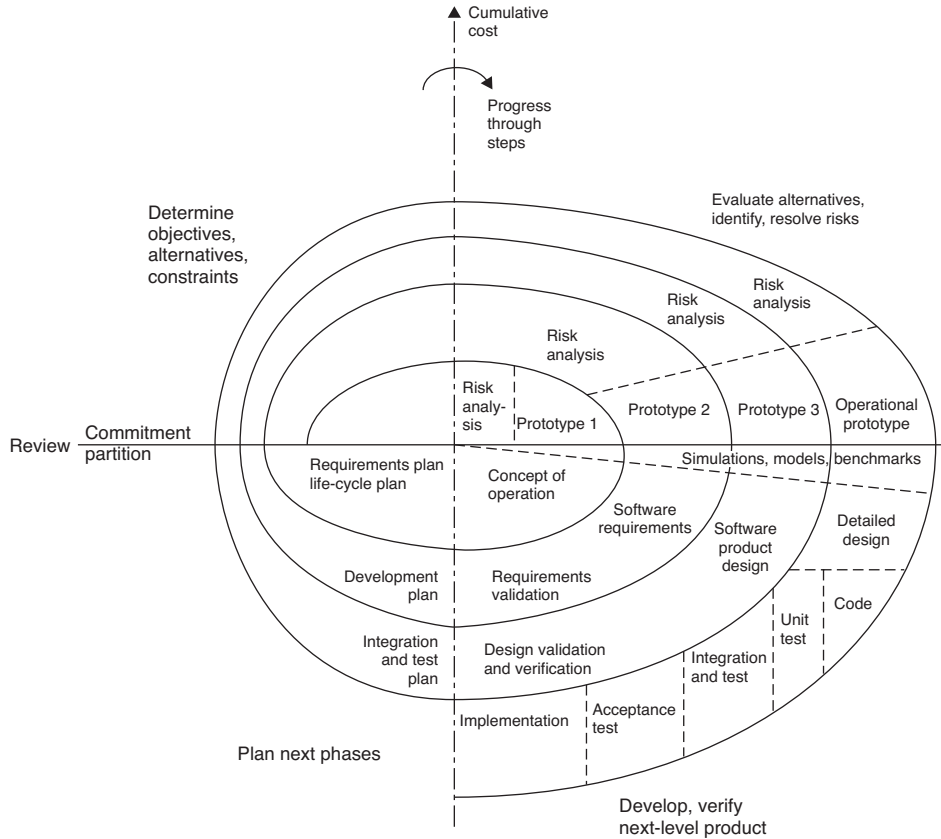 Cumulative
cost
Progress
through
steps
Evaluate alternatives,
identify, resolve risks
Determine
objectives,
alternatives,
constraints
Risk
analysis
Risk
analysis
Risk
analysis
Risk
analy-
sis
Prototype 1
Prototype 2
Prototype 3
Operational
prototype
Review
Commitment
partition
Simulations, models, benchmarks
Requirements plan
life-cycle plan
Concept of
operation
Software
requirements
Software
product
design
Detailed
design
Development
plan
Requirements
validation
Code
Unit
test
Integration
and test
plan
Design validation
and verification
Integration
and test
Acceptance
test
Implementation
Plan next phases
Develop, verify
next-level product